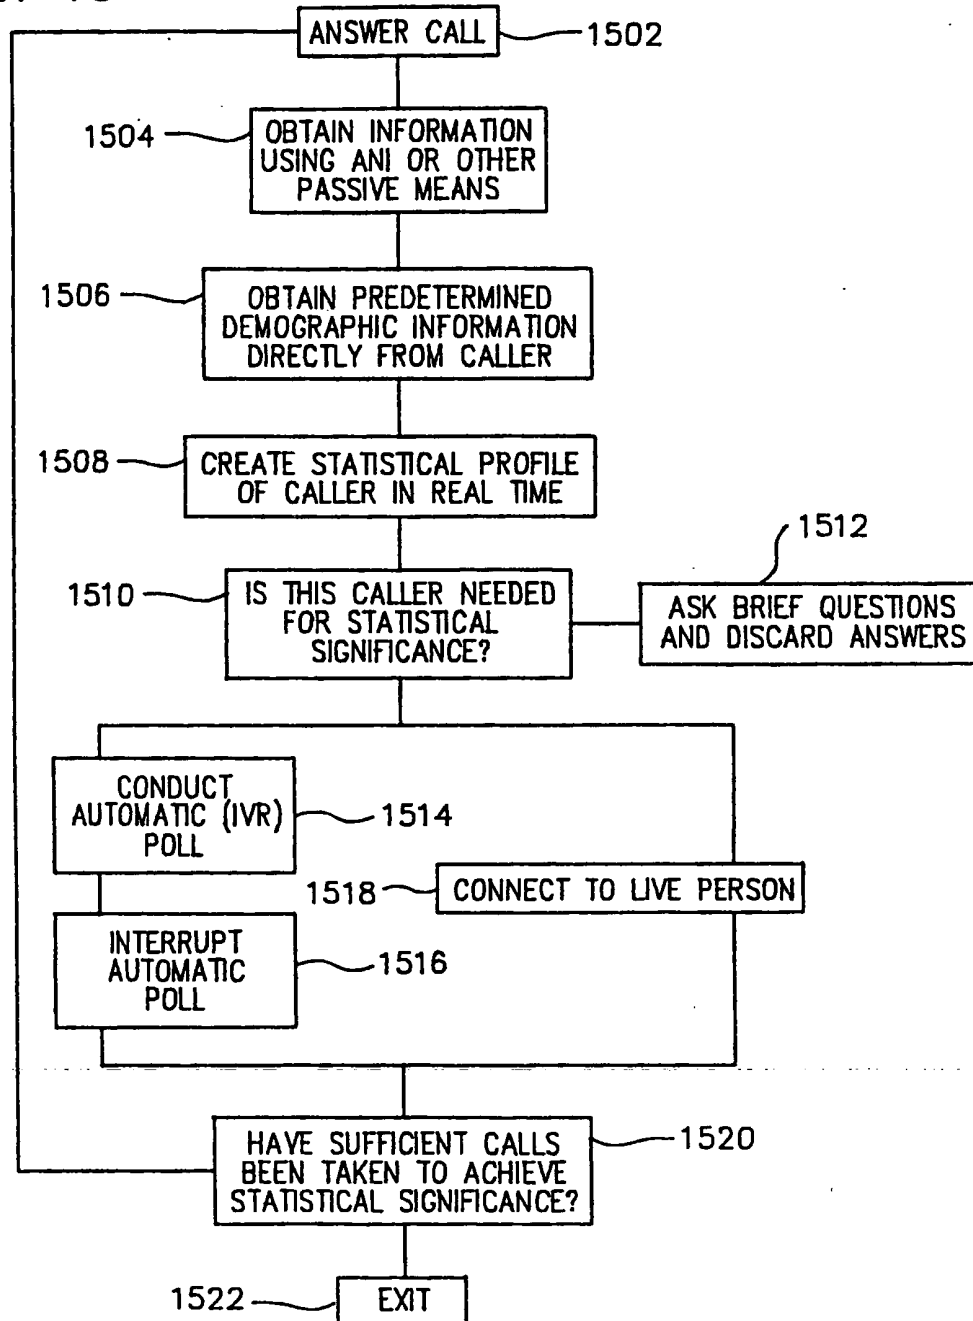 ANSWER CALL
1502
1504
OBTAIN INFORMATION
USING ANI OR OTHER
PASSIVE MEANS
1506
OBTAIN PREDETERMINED
DEMOGRAPHIC INFORMATION
DIRECTLY FROM CALLER
1508
CREATE STATISTICAL PROFILE
OF CALLER IN REAL TIME
1510
IS THIS CALLER NEEDED
FOR STATISTICAL
SIGNIFICANCE?
1512
ASK BRIEF QUESTIONS
AND DISCARD ANSWERS
CONDUCT
AUTOMATIC (IVR)
POLL
1514
1518
CONNECT TO LIVE PERSON
INTERRUPT
AUTOMATIC
POLL
1516
HAVE SUFFICIENT CALLS
BEEN TAKEN TO ACHIEVE
STATISTICAL SIGNIFICANCE?
1520
1522
EXIT